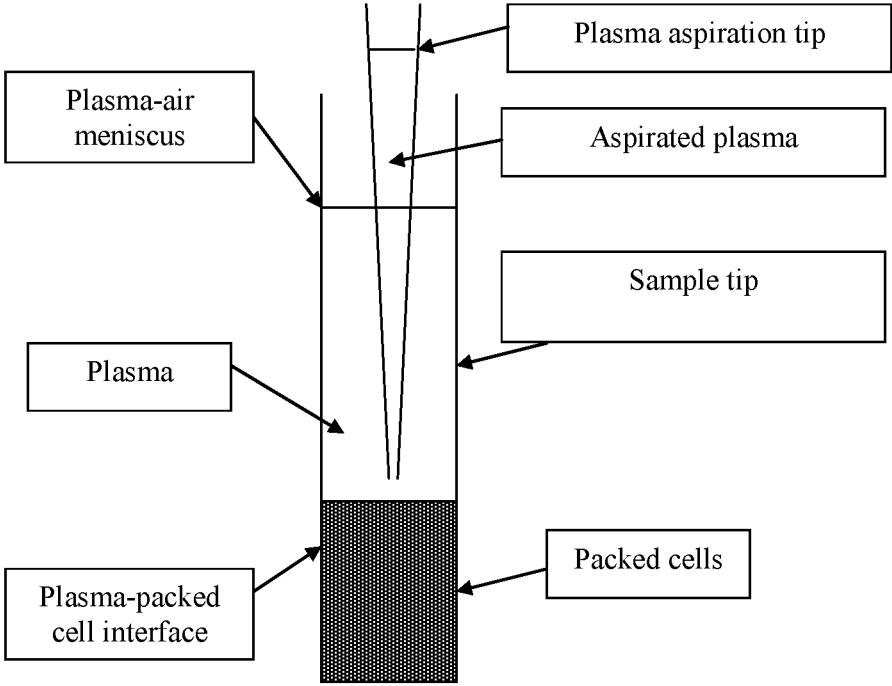 Plasma aspiration tip
Plasma-air
meniscus
Aspirated plasma
Sample tip
Plasma
Packed cells
Plasma-packed
cell interface